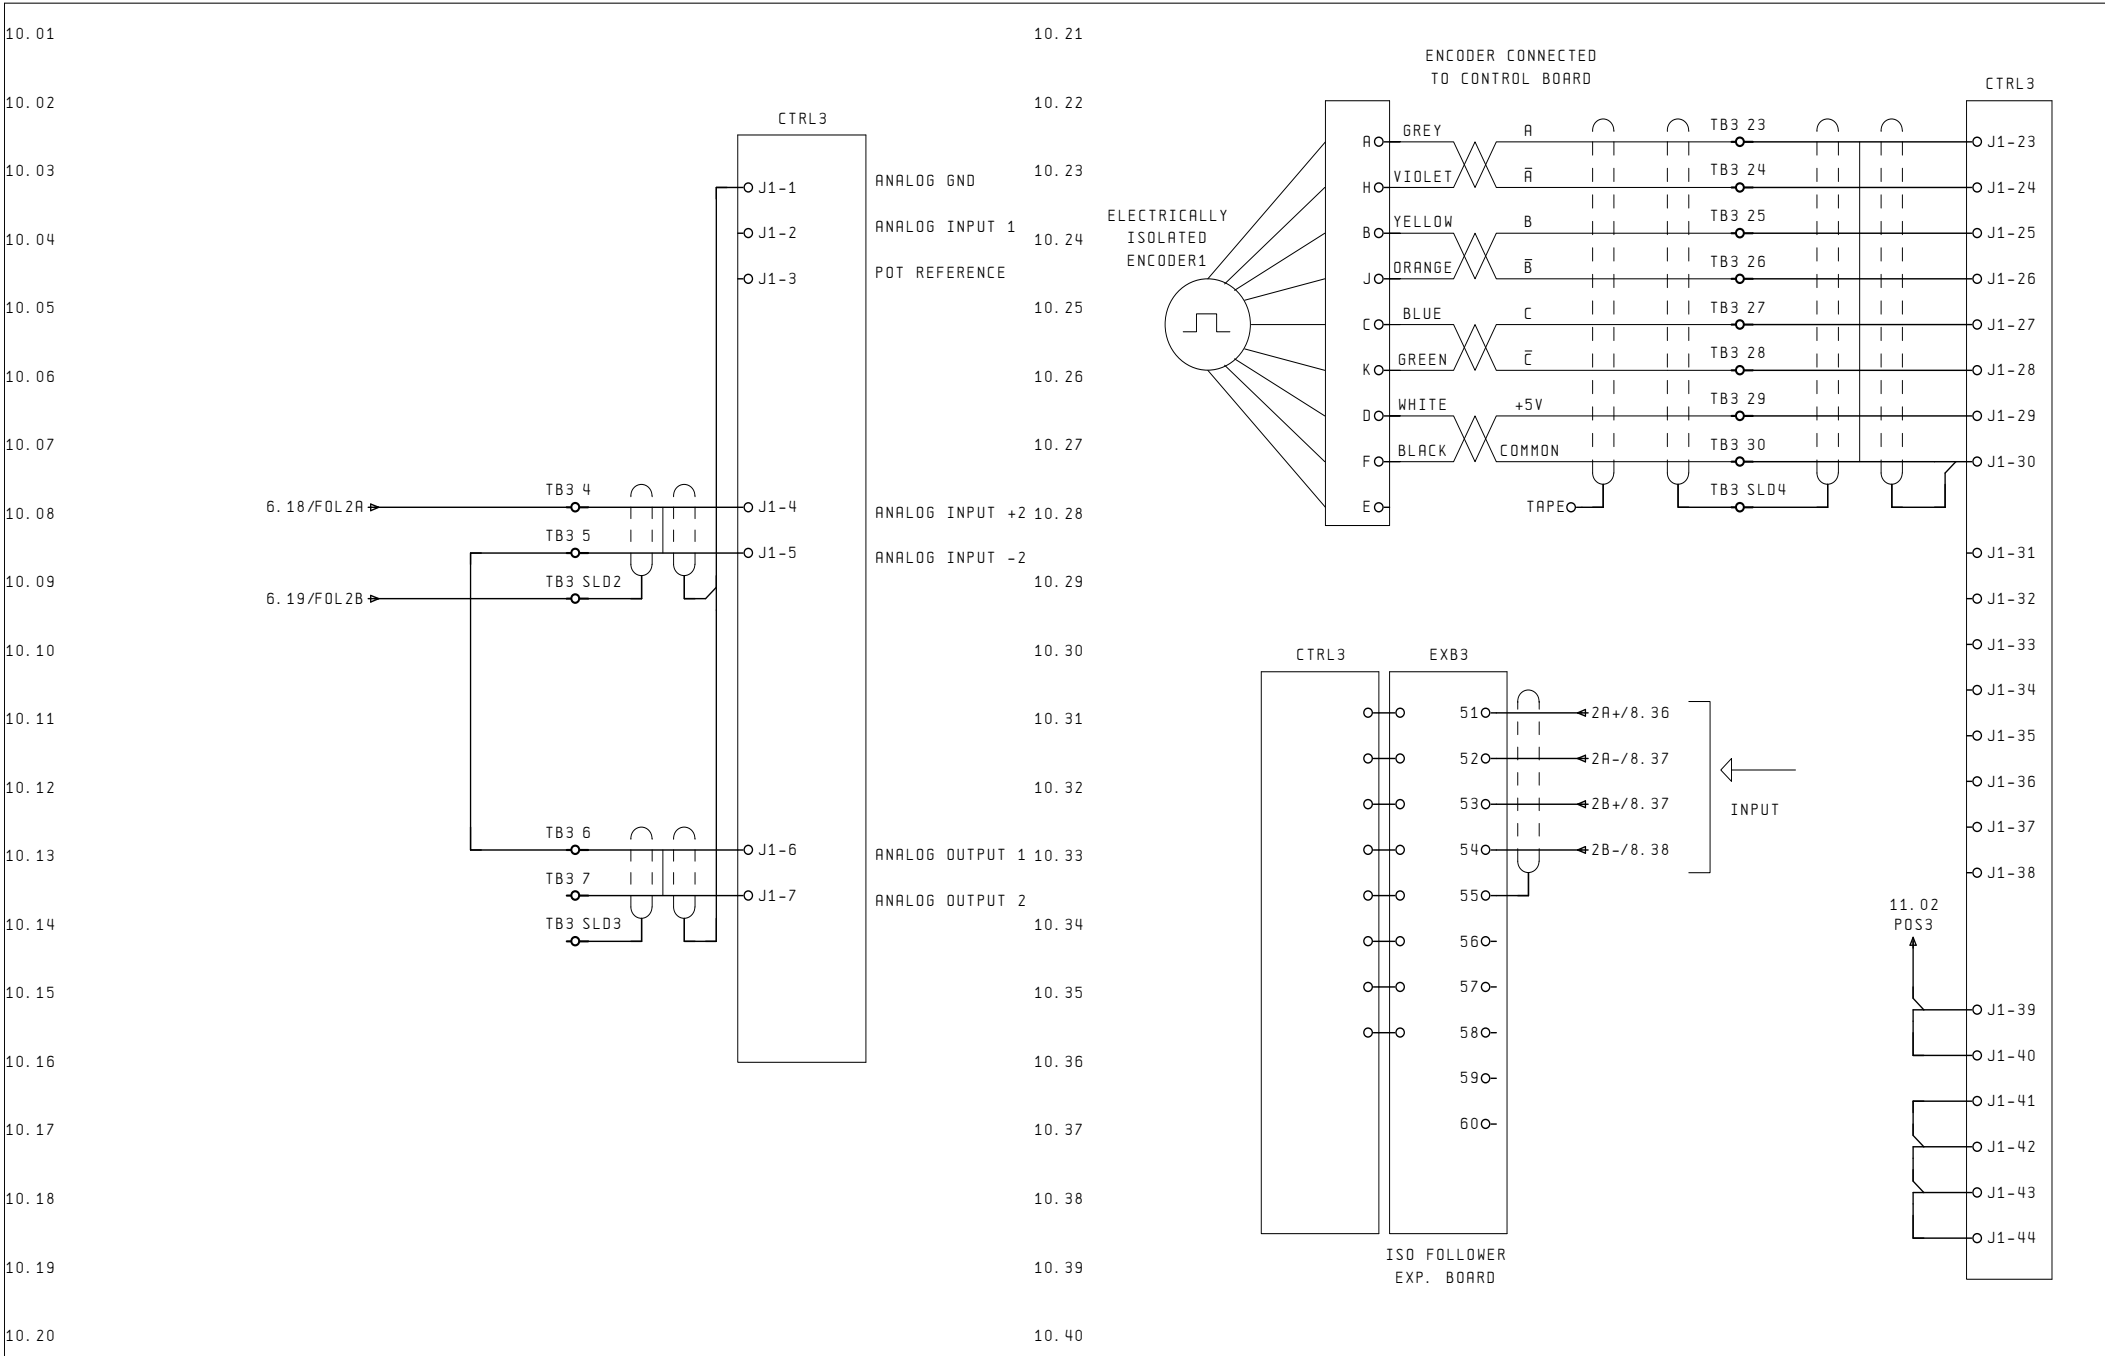 10.01
10.02
10.03
10.04
10.05
10.06
10.07
10.08
10.09
10.10
10.11
10.12
10.13
10.14
10.15
10.16
10.17
10.18
10.19
10.20
CTRL3
J1-1 ANALOG GND
J1-2 ANALOG INPUT 1
J1-3 POT REFERENCE
6.18/FOL2A TB3 4 J1-4 ANALOG INPUT +2
TB3 5 J1-5 ANALOG INPUT -2
6.19/FOL2B TB3 SLD2
TB3 6 J1-6 ANALOG OUTPUT 1
TB3 7 J1-7 ANALOG OUTPUT 2
TB3 SLD3
10.21
10.22
10.23
10.24
10.25
10.26
10.27
10.28
10.29
10.30
10.31
10.32
10.33
10.34
10.35
10.36
10.37
10.38
10.39
10.40
ENCODER CONNECTED
TO CONTROL BOARD
CTRL3
ELECTRICALLY
ISOLATED
ENCODER1
A GREY A TB3 23 J1-23
H VIOLET A̅ TB3 24 J1-24
B YELLOW B TB3 25 J1-25
J ORANGE B̅ TB3 26 J1-26
C BLUE C TB3 27 J1-27
K GREEN C̅ TB3 28 J1-28
D WHITE +5V TB3 29 J1-29
F BLACK COMMON TB3 30 J1-30
E TAPE TB3 SLD4
J1-31
J1-32
J1-33
J1-34
J1-35
J1-36
J1-37
J1-38
11.02
POS3
J1-39
J1-40
J1-41
J1-42
J1-43
J1-44
CTRL3 EXB3
51 2A+/8.36
52 2A-/8.37
53 2B+/8.37
54 2B-/8.38
55
56
57
58
59
60
INPUT
ISO FOLLOWER
EXP. BOARD